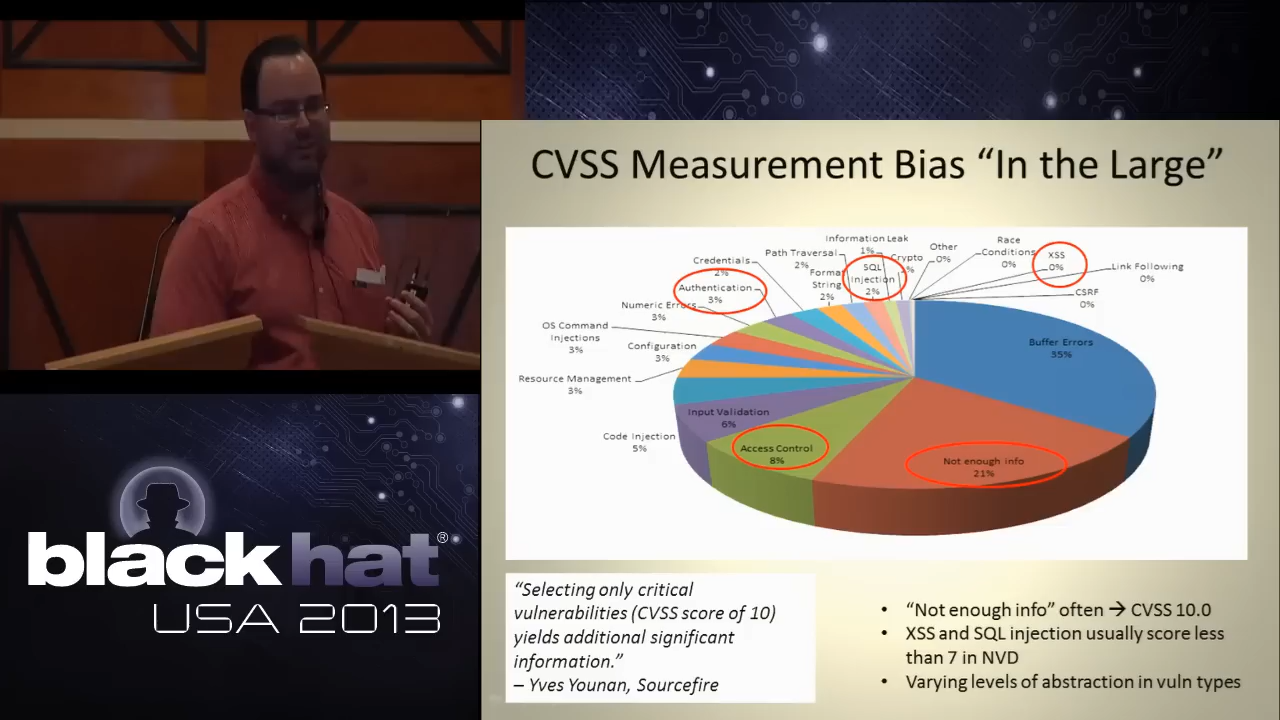 CVSS Measurement Bias “In the Large”
Information Leak
1%
Other
0%
Race
Conditions
0%
XSS
0%
Link Following
0%
CSRF
0%
Path Traversal
2%
SQL
Injection
2%
Crypto
Credentials
2%
Format
String
2%
Authentication
3%
Numeric Errors
3%
OS Command
Injections
3%
Configuration
3%
Resource Management
3%
Input Validation
6%
Code Injection
5%
Access Control
8%
Buffer Errors
35%
Not enough info
21%
black hat®
USA 2013
“Selecting only critical
vulnerabilities (CVSS score of 10)
yields additional significant
information.”
– Yves Younan, Sourcefire
• “Not enough info” often → CVSS 10.0
• XSS and SQL injection usually score less
than 7 in NVD
• Varying levels of abstraction in vuln types